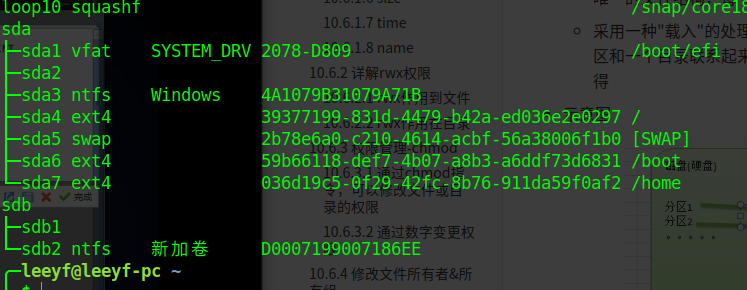 loop10 squashf /snap/core18
sda
├─sda1 vfat SYSTEM_DRV 2078-D809 /boot/efi
├─sda2
├─sda3 ntfs Windows 4A1079B31079A71B
├─sda4 ext4 39377199-831d-4479-b42a-ed036e2e0297 /
├─sda5 swap 2b78e6a0-c210-4614-acbf-56a38006f1b0 [SWAP]
├─sda6 ext4 59b66118-def7-4b07-a8b3-a6ddf73d6831 /boot
└─sda7 ext4 036d19c5-0f29-42fc-8b76-911da59f0af2 /home
sdb
├─sdb1
└─sdb2 ntfs 新加卷 D0007199007186EE
╭─leeyf@leeyf-pc ~
$
完成
10.6.1.6 size
10.6.1.7 time
10.6.1.8 name
10.6.2 详解rwx权限
10.6.3 权限管理-chmod
10.6.3.1 通过chmod指
令，可以修改文件或目
录的权限
10.6.3.2 通过数字变更权
10.6.4 修改文件所有者&所
采用一种"载入"的处理
区和一个目录联系起来
得
(硬盘)
分区1
分区2